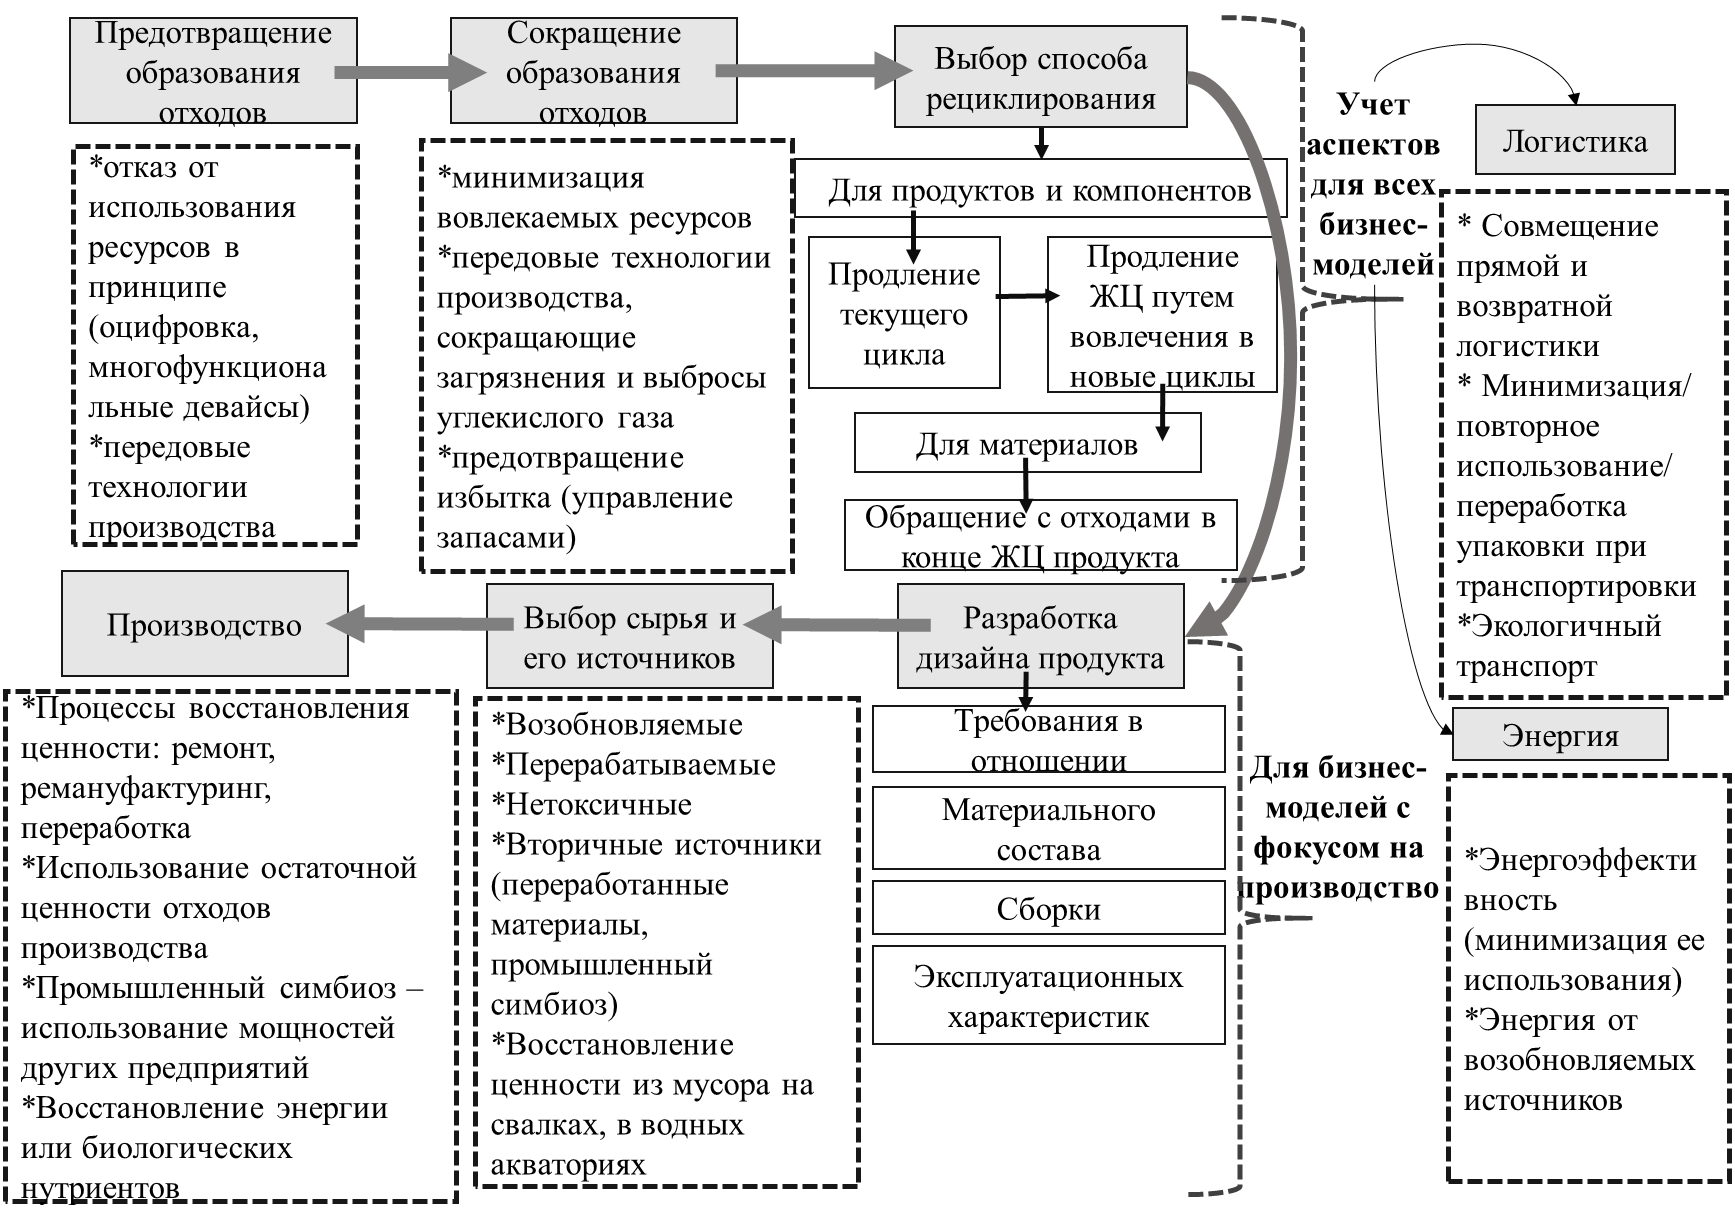 Предотвращение
образования
отходов
*отказ от
использования
ресурсов в
принципе
(оцифровка,
многофункциона
льные девайсы)
*передовые
технологии
производства
Сокращение
образования
отходов
*минимизация
вовлекаемых ресурсов
*передовые технологии
производства,
сокращающие
загрязнения и выбросы
углекислого газа
*предотвращение
избытка (управление
запасами)
Выбор способа
рециклирования
Для продуктов и компонентов
Продление
текущего
цикла
Продление
ЖЦ путем
вовлечения в
новые циклы
Для материалов
Обращение с отходами в
конце ЖЦ продукта
Учет
аспектов
для всех
бизнес-
моделей
Логистика
* Совмещение
прямой и
возвратной
логистики
* Минимизация/
повторное
использование/
переработка
упаковки при
транспортировки
*Экологичный
транспорт
Производство
*Процессы восстановления
ценности: ремонт,
ремануфактуринг,
переработка
*Использование остаточной
ценности отходов
производства
*Промышленный симбиоз –
использование мощностей
других предприятий
*Восстановление энергии
или биологических
нутриентов
Выбор сырья и
его источников
*Возобновляемые
*Перерабатываемые
*Нетоксичные
*Вторичные источники
(переработанные
материалы,
промышленный
симбиоз)
*Восстановление
ценности из мусора на
свалках, в водных
акваториях
Разработка
дизайна продукта
Требования в
отношении
Материального
состава
Сборки
Эксплуатационных
характеристик
Для бизнес-
моделей с
фокусом на
производство
Энергия
*Энергоэффекти
вность
(минимизация ее
использования)
*Энергия от
возобновляемых
источников